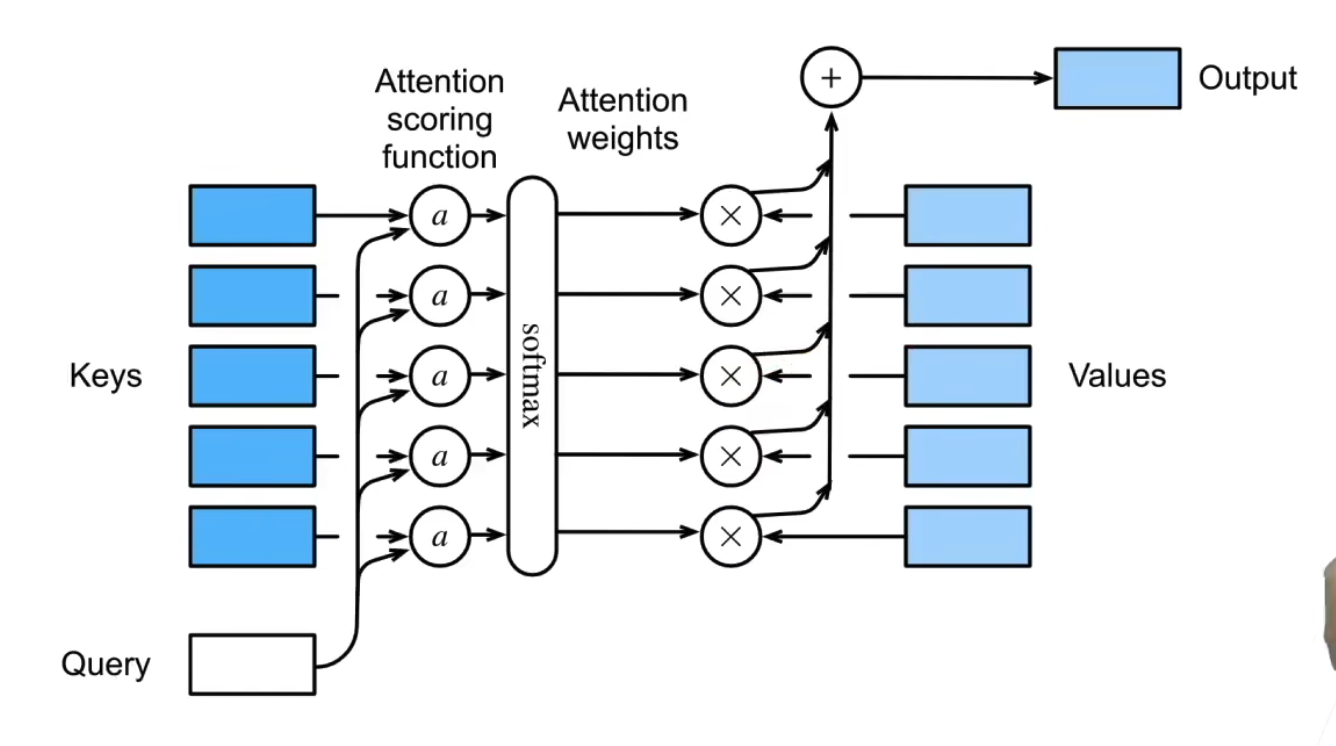 Attention
scoring
function
Attention
weights
+
Output
a
×
a
×
a
×
a
×
a
×
softmax
Keys
Values
Query